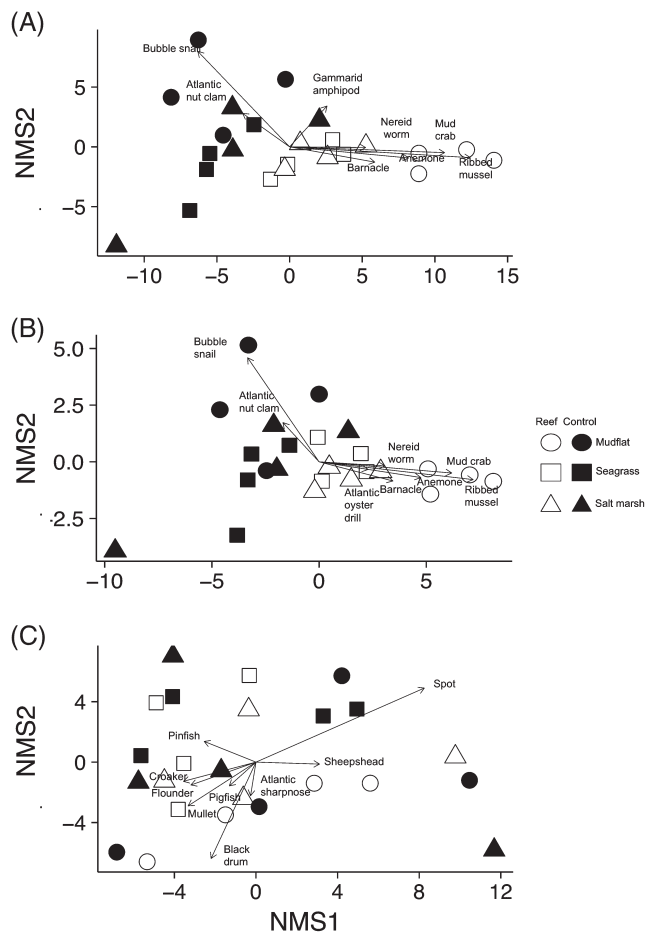 (A)
Bubble snail
Atlantic
nut clam
Gammarid
amphipod
Nereid
worm
Mud
crab
Anemone
Barnacle
Ribbed
mussel
NMS2
5
0
−5
−10
−5
0
5
10
15
(B)
Bubble
snail
Atlantic
nut clam
Nereid
worm
Mud crab
Anemone
Barnacle
Ribbed
mussel
Atlantic
oyster
drill
NMS2
5.0
2.5
0.0
-2.5
−10
−5
0
5
Reef Control
Mudflat
Seagrass
Salt marsh
(C)
Spot
Pinfish
Sheepshead
Croaker
Flounder
Pigfish
Atlantic
sharpnose
Mullet
Black
drum
NMS2
4
0
−4
−4
0
4
8
12
NMS1